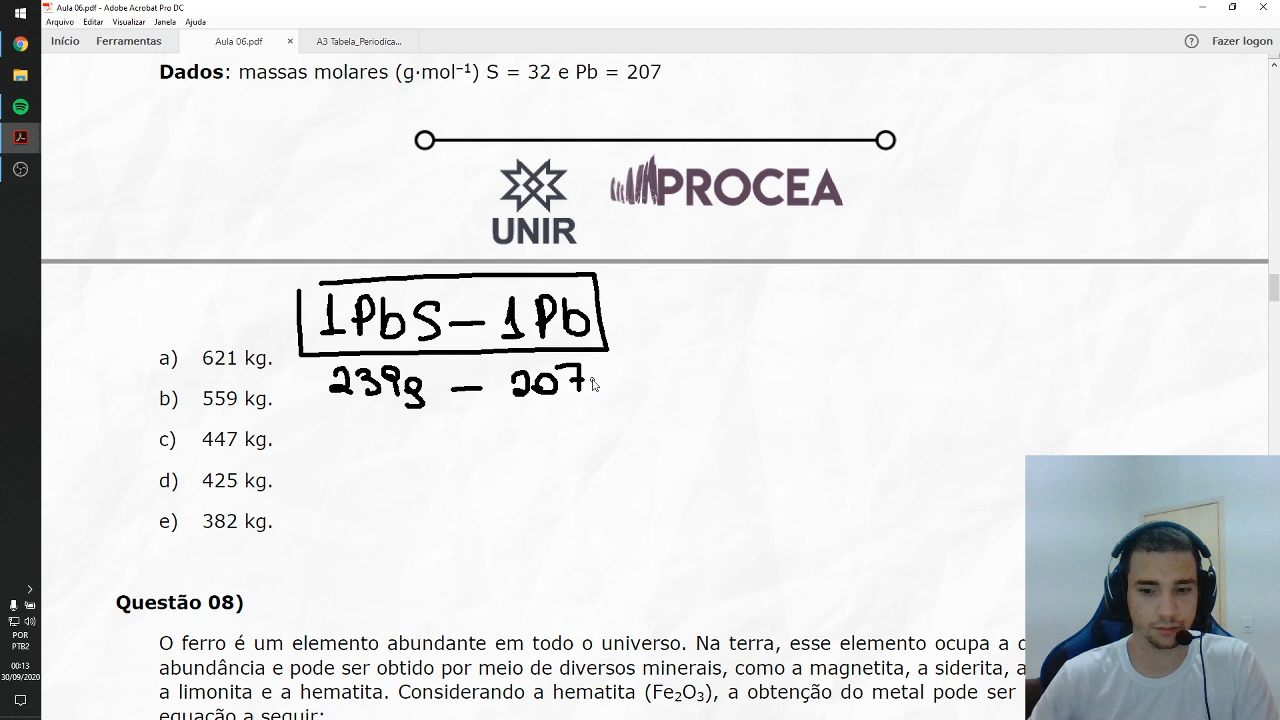 Aula 06.pdf - Adobe Acrobat Pro DC
Arquivo Editar Visualizar Janela Ajuda
Início Ferramentas Aula 06.pdf × A3 Tabela_Periodica... ? Fazer logon
Dados: massas molares (g·mol⁻¹) S = 32 e Pb = 207
UNIR PROCEA
1PbS — 1Pb
239g — 207
a) 621 kg.
b) 559 kg.
c) 447 kg.
d) 425 kg.
e) 382 kg.
Questão 08)
O ferro é um elemento abundante em todo o universo. Na terra, esse elemento ocupa a
abundância e pode ser obtido por meio de diversos minerais, como a magnetita, a siderita, a
a limonita e a hematita. Considerando a hematita (Fe₂O₃), a obtenção do metal pode ser
equação a seguir:
POR
PTB2
00:13
30/09/2020